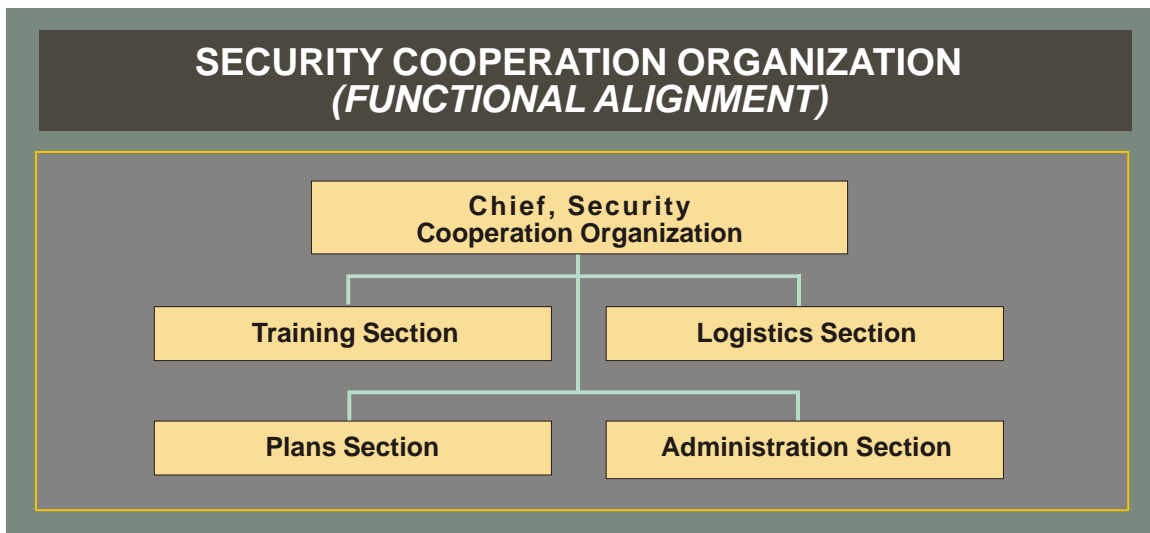 SECURITY COOPERATION ORGANIZATION
(FUNCTIONAL ALIGNMENT)
Chief, Security
Cooperation Organization
Training Section
Logistics Section
Plans Section
Administration Section